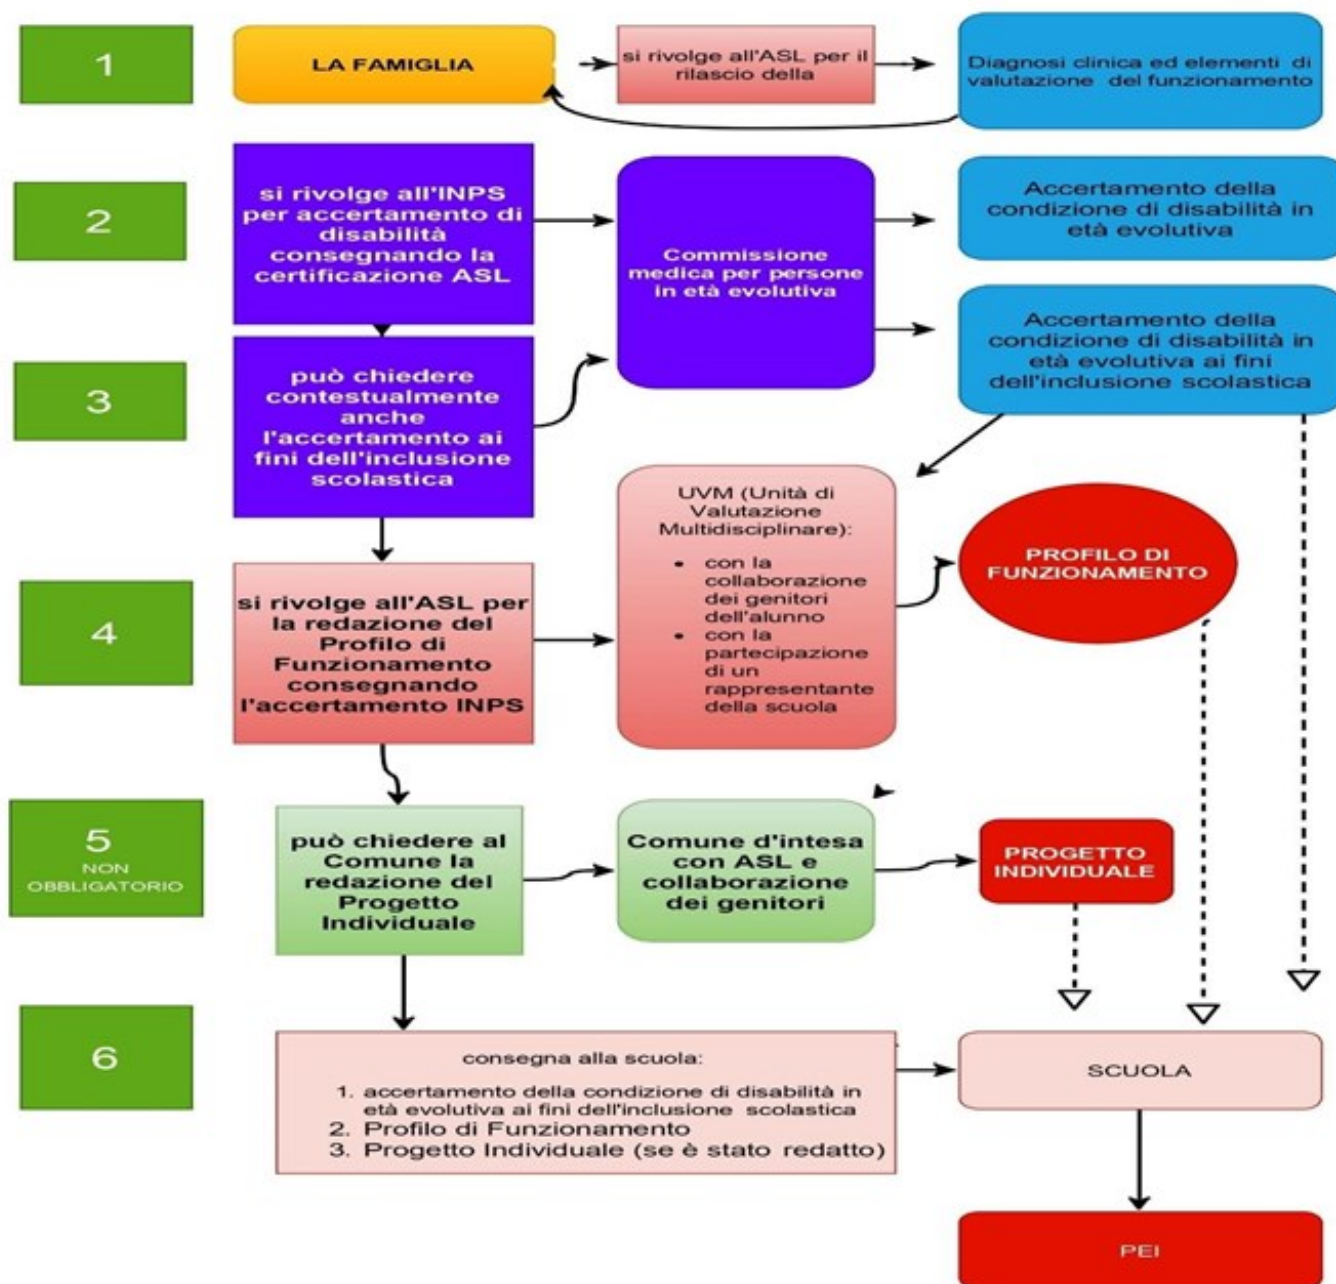 1
LA FAMIGLIA
si rivolge all'ASL per il
rilascio della
Diagnosi clinica ed elementi di
valutazione del funzionamento
2
si rivolge all'INPS
per accertamento di
disabilità
consegnando la
certificazione ASL
Commissione
medica per persone
in età evolutiva
Accertamento della
condizione di disabilità in
età evolutiva
3
può chiedere
contestualmente
anche
l'accertamento ai
fini dell'inclusione
scolastica
Accertamento della
condizione di disabilità in
età evolutiva ai fini
dell'inclusione scolastica
4
si rivolge all'ASL per
la redazione del
Profilo di
Funzionamento
consegnando
l'accertamento INPS
UVM (Unità di
Valutazione
Multidisciplinare):
• con la
collaborazione
dei genitori
dell'alunno
• con la
partecipazione
di un
rappresentante
della scuola
PROFILO DI
FUNZIONAMENTO
5
NON
OBBLIGATORIO
può chiedere al
Comune la
redazione del
Progetto
Individuale
Comune d'intesa
con ASL e
collaborazione
dei genitori
PROGETTO
INDIVIDUALE
6
consegna alla scuola:
1. accertamento della condizione di disabilità in
età evolutiva ai fini dell'inclusione scolastica
2. Profilo di Funzionamento
3. Progetto Individuale (se è stato redatto)
SCUOLA
PEI